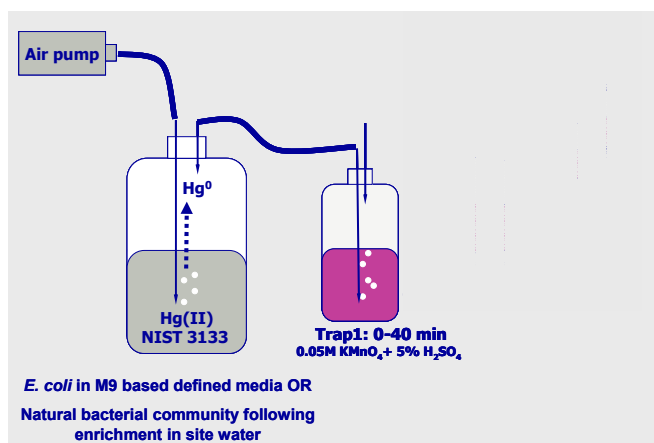 Air pump
Hg⁰
Hg(II)
NIST 3133
Trap1: 0-40 min
0.05M KMnO₄+ 5% H₂SO₄
E. coli in M9 based defined media OR
Natural bacterial community following
enrichment in site water